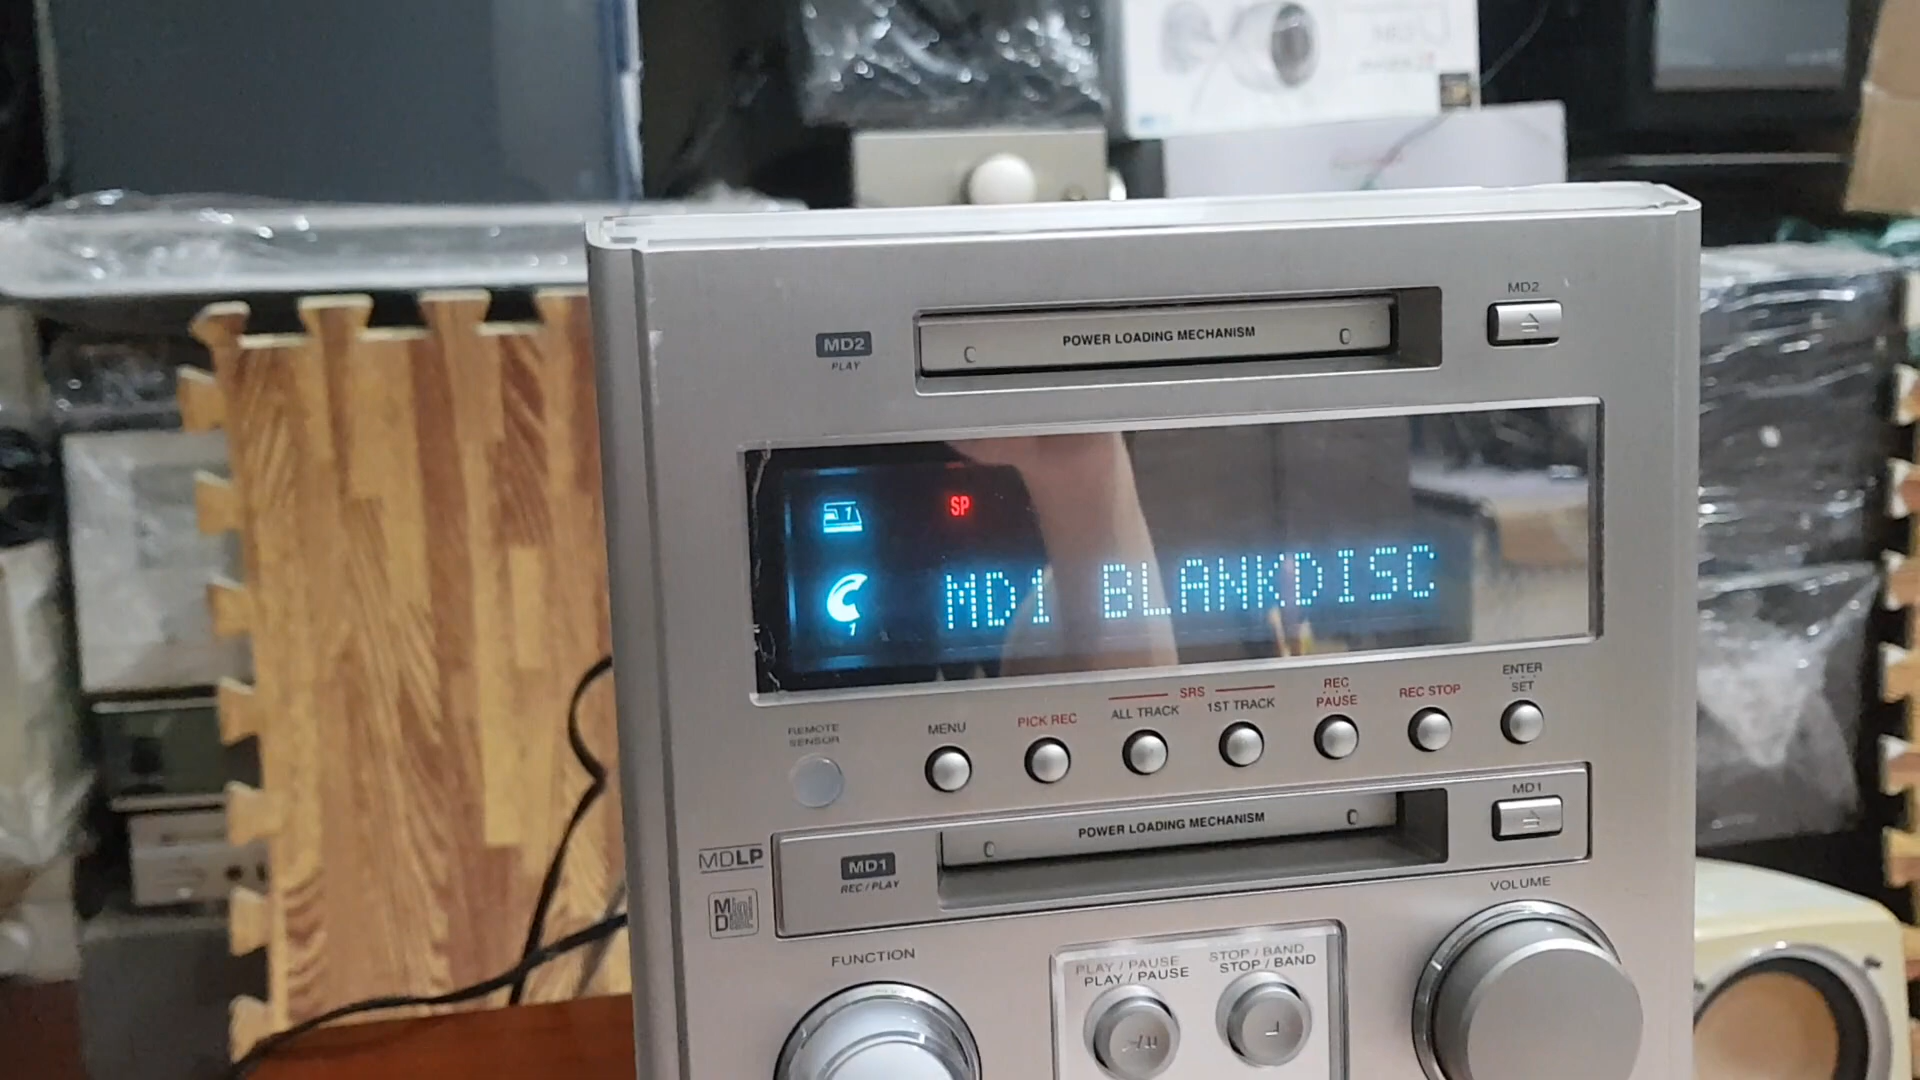 MD2
MD2
PLAY
POWER LOADING MECHANISM
1
SP
1
MD1 BLANKDISC
REMOTE
SENSOR
MENU
PICK REC
SRS
ALL TRACK
1ST TRACK
REC
PAUSE
REC STOP
ENTER
SET
MD1
POWER LOADING MECHANISM
MDLP
MD1
REC / PLAY
FUNCTION
PLAY / PAUSE
PLAY / PAUSE
STOP / BAND
STOP / BAND
VOLUME